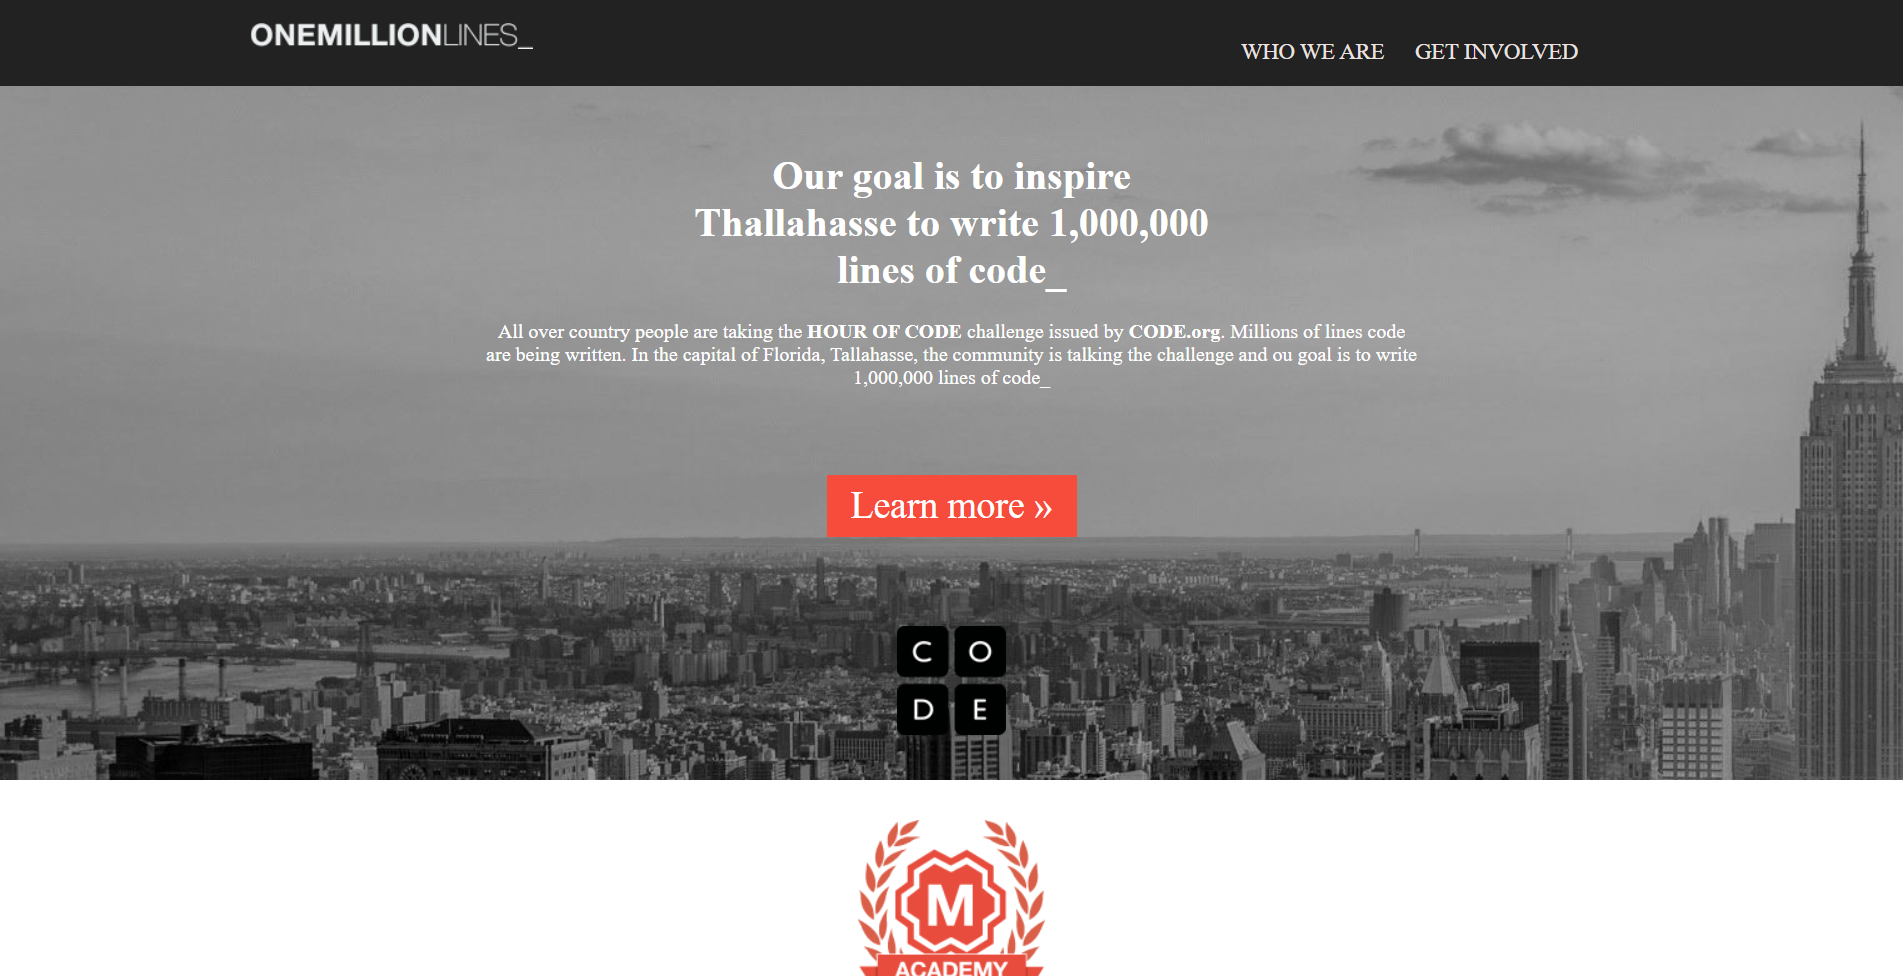 ONEMILLIONLINES_
WHO WE ARE GET INVOLVED
Our goal is to inspire
Thallahasse to write 1,000,000
lines of code_
All over country people are taking the HOUR OF CODE challenge issued by CODE.org. Millions of lines code
are being written. In the capital of Florida, Tallahasse, the community is talking the challenge and ou goal is to write
1,000,000 lines of code_
Learn more »
C O
D E
M
ACADEMY